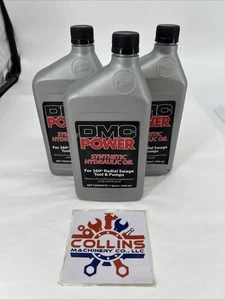 DMC
POWER
SYNTHETIC
HYDRAULIC OIL
For 360° Radial Swage
Tool & Pumps
COLLINS
MACHINERY CO., LLC